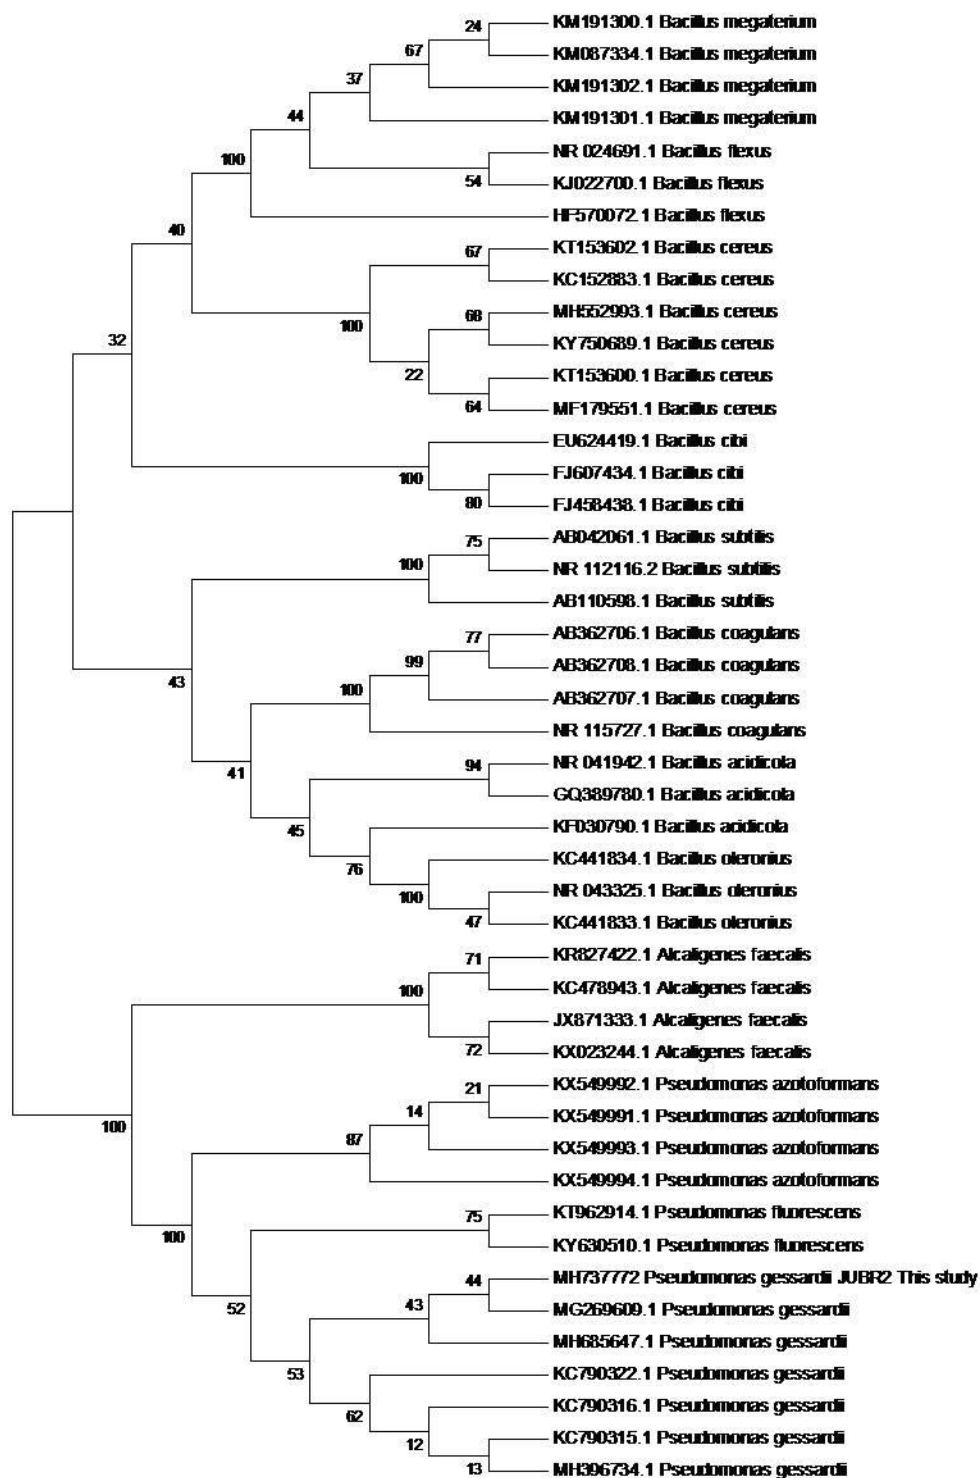 KM191300.1 Bacillus megaterium
24
KM087334.1 Bacillus megaterium
67
KM191302.1 Bacillus megaterium
37
KM191301.1 Bacillus megaterium
44
NR 024691.1 Bacillus flexus
100
KJ022700.1 Bacillus flexus
54
HF570072.1 Bacillus flexus
40
KT153602.1 Bacillus cereus
67
KC152883.1 Bacillus cereus
MH552993.1 Bacillus cereus
68
100
KY750689.1 Bacillus cereus
32
22
KT153600.1 Bacillus cereus
64
MF179551.1 Bacillus cereus
EU624419.1 Bacillus cibi
100
FJ607434.1 Bacillus cibi
80
FJ458438.1 Bacillus cibi
AB042061.1 Bacillus subtilis
75
100
NR 112116.2 Bacillus subtilis
AB110598.1 Bacillus subtilis
AB362706.1 Bacillus coagulans
77
99
AB362708.1 Bacillus coagulans
43
100
AB362707.1 Bacillus coagulans
NR 115727.1 Bacillus coagulans
NR 041942.1 Bacillus acidicola
94
41
GQ389780.1 Bacillus acidicola
45
KF030790.1 Bacillus acidicola
76
KC441834.1 Bacillus oleronius
100
NR 043325.1 Bacillus oleronius
47
KC441833.1 Bacillus oleronius
KR827422.1 Alcaligenes faecalis
71
100
KC478943.1 Alcaligenes faecalis
JX871333.1 Alcaligenes faecalis
72
KX023244.1 Alcaligenes faecalis
KX549992.1 Pseudomonas azotoformans
21
14
KX549991.1 Pseudomonas azotoformans
100
87
KX549993.1 Pseudomonas azotoformans
KX549994.1 Pseudomonas azotoformans
KT962914.1 Pseudomonas fluorescens
75
100
KY630510.1 Pseudomonas fluorescens
MH737772 Pseudomonas gessardii JUBR2 This study
44
52
43
MG269609.1 Pseudomonas gessardii
MH685647.1 Pseudomonas gessardii
53
KC790322.1 Pseudomonas gessardii
62
KC790316.1 Pseudomonas gessardii
12
KC790315.1 Pseudomonas gessardii
13
MH396734.1 Pseudomonas gessardii